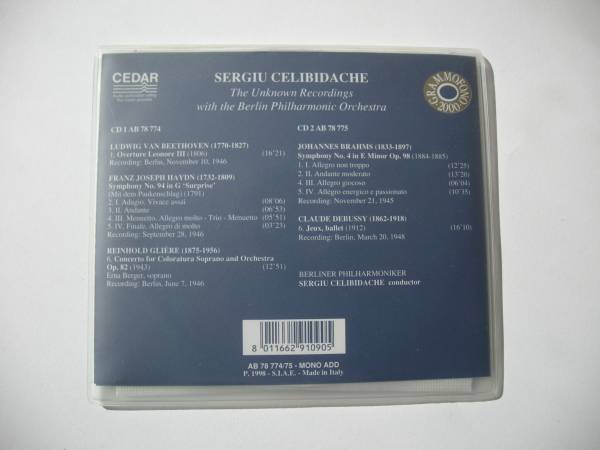 CEDAR
SERGIU CELIBIDACHE
The Unknown Recordings
with the Berlin Philharmonic Orchestra
GRAMMOFONO 2000
CD 1 AB 78 774
LUDWIG VAN BEETHOVEN (1770-1827)
1. Overture Leonore III (1806) (16'21)
Recording: Berlin, November 10, 1946
FRANZ JOSEPH HAYDN (1732-1809)
Symphony No. 94 in G 'Surprise'
(Mit dem Paukenschlag) (1791)
2. I. Adagio. Vivace assai (08'06)
3. II. Andante (06'53)
4. III. Menuetto. Allegro molto - Trio - Menuetto (05'51)
5. IV. Finale. Allegro di molto (03'23)
Recording: September 28, 1946
REINHOLD GLIÈRE (1875-1956)
6. Concerto for Coloratura Soprano and Orchestra
Op. 82 (1943) (12'51)
Erna Berger, soprano
Recording: Berlin, June 7, 1946
CD 2 AB 78 775
JOHANNES BRAHMS (1833-1897)
Symphony No. 4 in E Minor Op. 98 (1884-1885)
1. I. Allegro non troppo (12'25)
2. II. Andante moderato (13'20)
4. III. Allegro giocoso (06'04)
5. IV. Allegro energico e passionato (10'35)
Recording: November 21, 1945
CLAUDE DEBUSSY (1862-1918)
6. Jeux, ballet (1912) (16'10)
Recording: Berlin, March 20, 1948
BERLINER PHILHARMONIKER
SERGIU CELIBIDACHE conductor
8 011662 910905
AB 78 774/75 - MONO ADD
P. 1998 - S.I.A.E. - Made in Italy